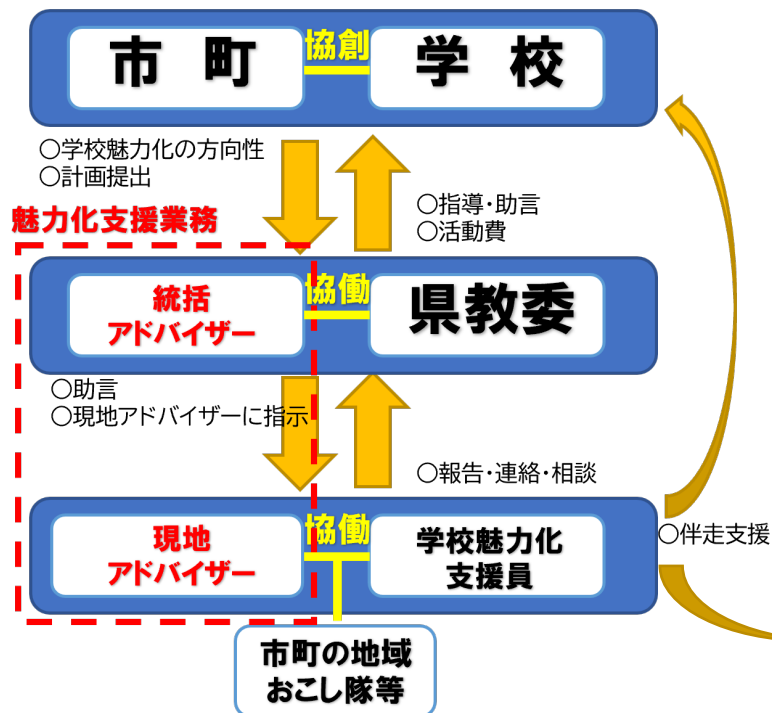 市 町
協創
学 校
○学校魅力化の方向性
○計画提出
○指導・助言
○活動費
魅力化支援業務
統括
アドバイザー
協働
県教委
○助言
○現地アドバイザーに指示
○報告・連絡・相談
現地
アドバイザー
協働
学校魅力化
支援員
○伴走支援
市町の地域
おこし隊等